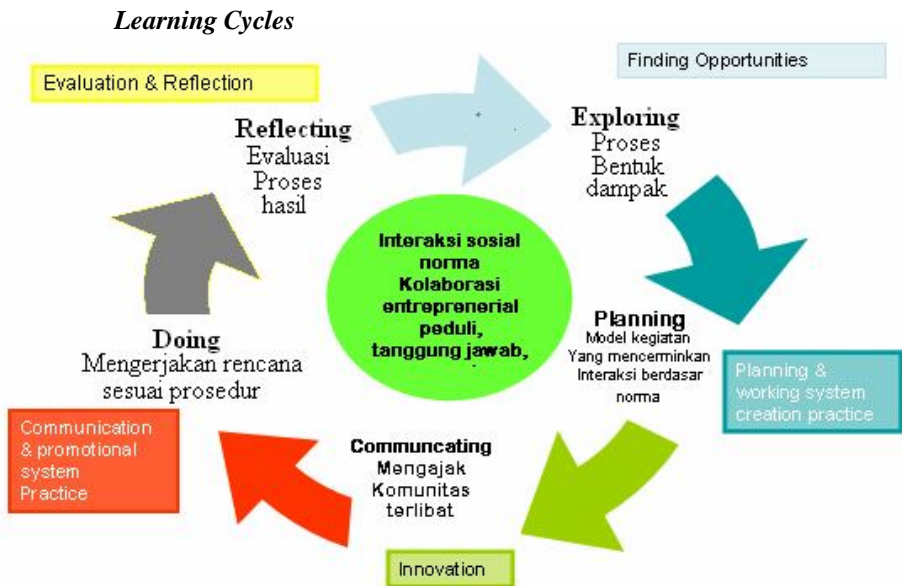 Learning Cycles
Evaluation & Reflection
Finding Opportunities
Reflecting
Evaluasi
Proses
hasil
Exploring
Proses
Bentuk
dampak
Interaksi sosial
norma
Kolaborasi
entreprenerial
peduli,
tanggung jawab,
Planning
Model kegiatan
Yang mencerminkan
Interaksi berdasar
norma
Planning &
working system
creation practice
Doing
Mengerjakan rencana
sesuai prosedur
Communication
& promotional
system
Practice
Communcating
Mengajak
Komunitas
terlibat
Innovation